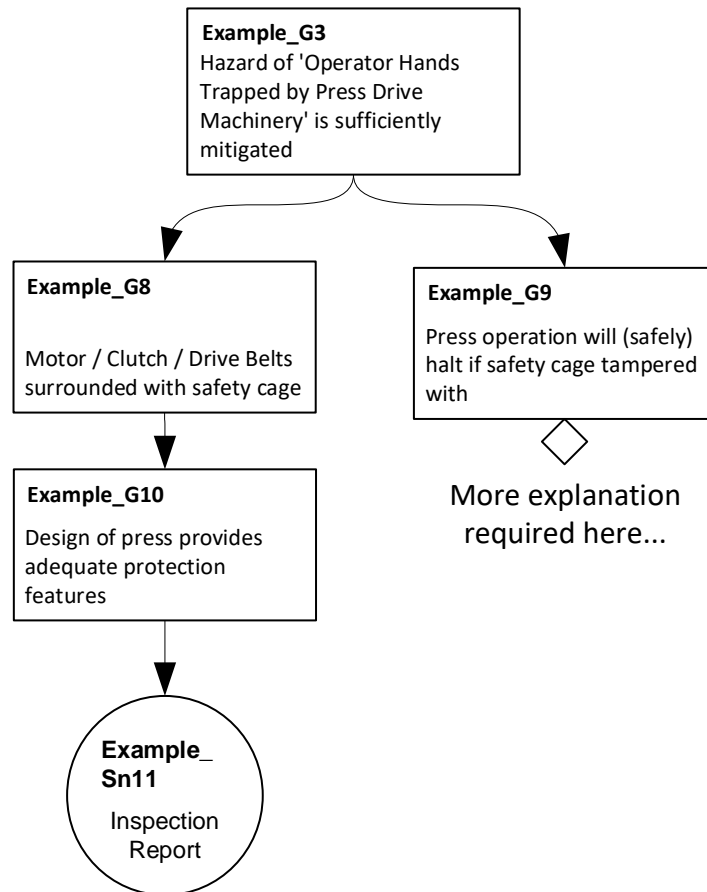 Example_G3
Hazard of 'Operator Hands
Trapped by Press Drive
Machinery' is sufficiently
mitigated
Example_G8
Motor / Clutch / Drive Belts
surrounded with safety cage
Example_G9
Press operation will (safely)
halt if safety cage tampered
with
Example_G10
Design of press provides
adequate protection
features
More explanation
required here...
Example_
Sn11
Inspection
Report